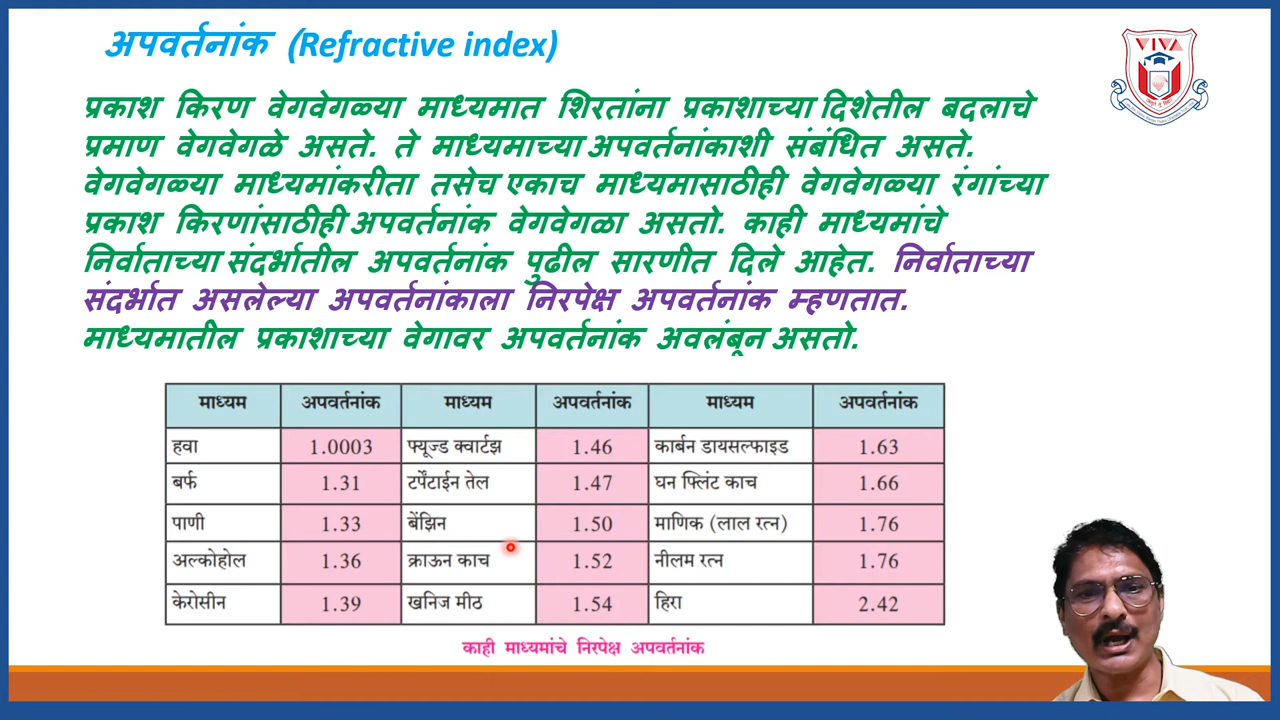 अपवर्तनांक (Refractive index)
VIVA
प्रकाश किरण वेगवेगळ्या माध्यमात शिरतांना प्रकाशाच्या दिशेतील बदलाचे
प्रमाण वेगवेगळे असते. ते माध्यमाच्या अपवर्तनांकाशी संबंधित असते.
वेगवेगळ्या माध्यमांकरीता तसेच एकाच माध्यमासाठीही वेगवेगळ्या रंगांच्या
प्रकाश किरणांसाठीही अपवर्तनांक वेगवेगळा असतो. काही माध्यमांचे
निर्वाताच्या संदर्भातील अपवर्तनांक पुढील सारणीत दिले आहेत. निर्वाताच्या
संदर्भात असलेल्या अपवर्तनांकाला निरपेक्ष अपवर्तनांक म्हणतात.
माध्यमातील प्रकाशाच्या वेगावर अपवर्तनांक अवलंबून असतो.
माध्यम अपवर्तनांक माध्यम अपवर्तनांक माध्यम अपवर्तनांक
हवा 1.0003 फ्यूज्ड क्वार्टझ 1.46 कार्बन डायसल्फाइड 1.63
बर्फ 1.31 टर्पेंटाईन तेल 1.47 घन फ्लिंट काच 1.66
पाणी 1.33 बेंझिन 1.50 माणिक (लाल रत्न) 1.76
अल्कोहोल 1.36 क्राऊन काच 1.52 नीलम रत्न 1.76
केरोसीन 1.39 खनिज मीठ 1.54 हिरा 2.42
काही माध्यमांचे निरपेक्ष अपवर्तनांक